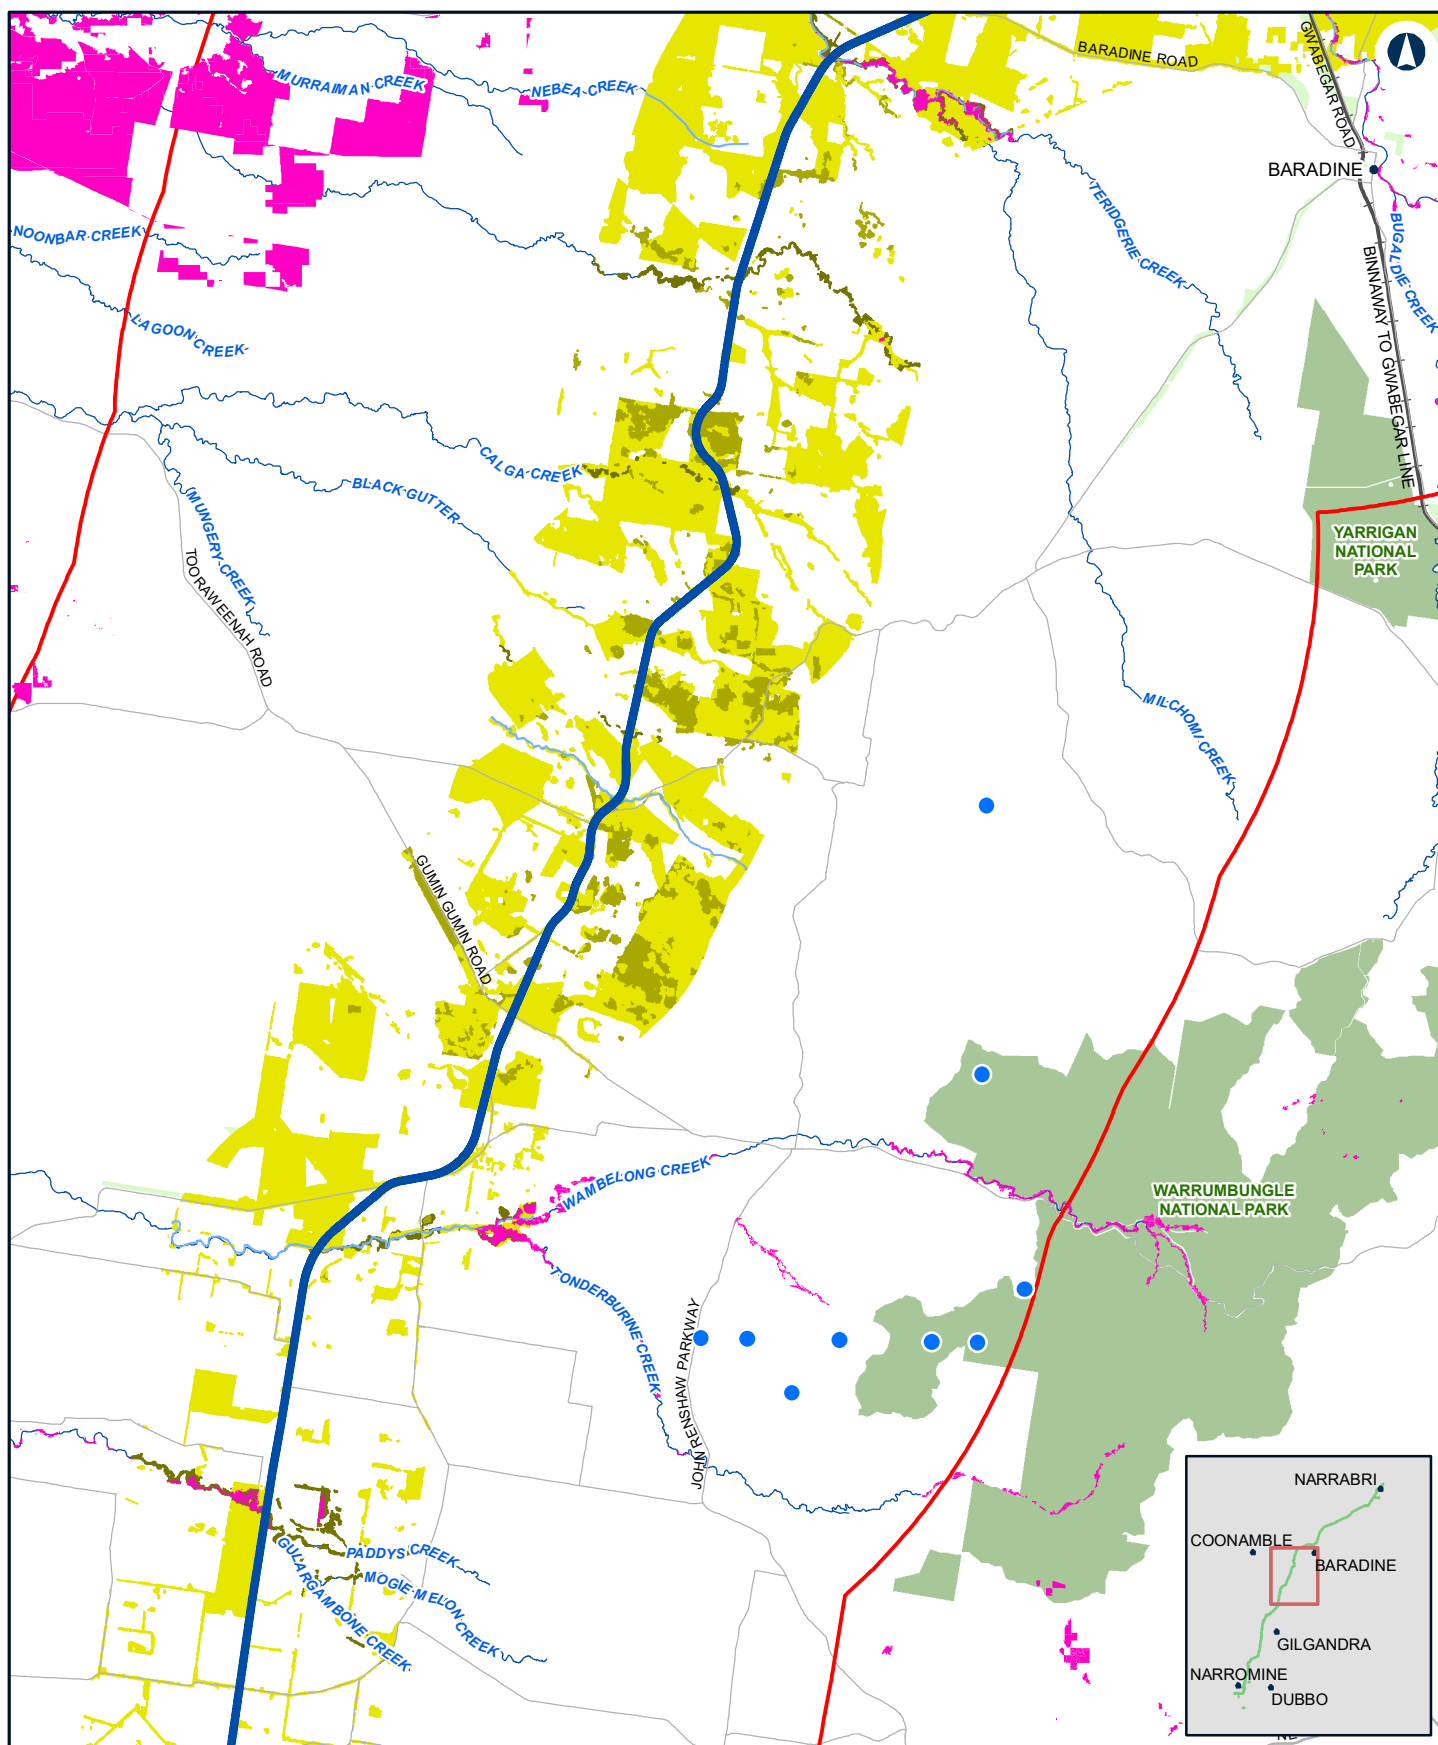 BARADINE ROAD
GWABEGAR ROAD
MURRAIMAN CREEK
NEBEA CREEK
BARADINE
TERIDGERIE CREEK
BUGALDIE CREEK
NOONBAR CREEK
BINNAWAY TO GWABEGAR LINE
LAGOON CREEK
CALGA CREEK
BLACK GUTTER
MUNGERY CREEK
TOORAWEENAH ROAD
YARRIGAN
NATIONAL
PARK
MILCHOMI CREEK
GUMIN GUMIN ROAD
WAMBELONG CREEK
WARRUMBUNGLE
NATIONAL PARK
TONDERBURINE CREEK
JOHN RENSHAW PARKWAY
PADDYS CREEK
MOGIE MELON CREEK
GULARGAMBONE CREEK
NARRABRI
COONAMBLE
BARADINE
GILGANDRA
NARROMINE
DUBBO